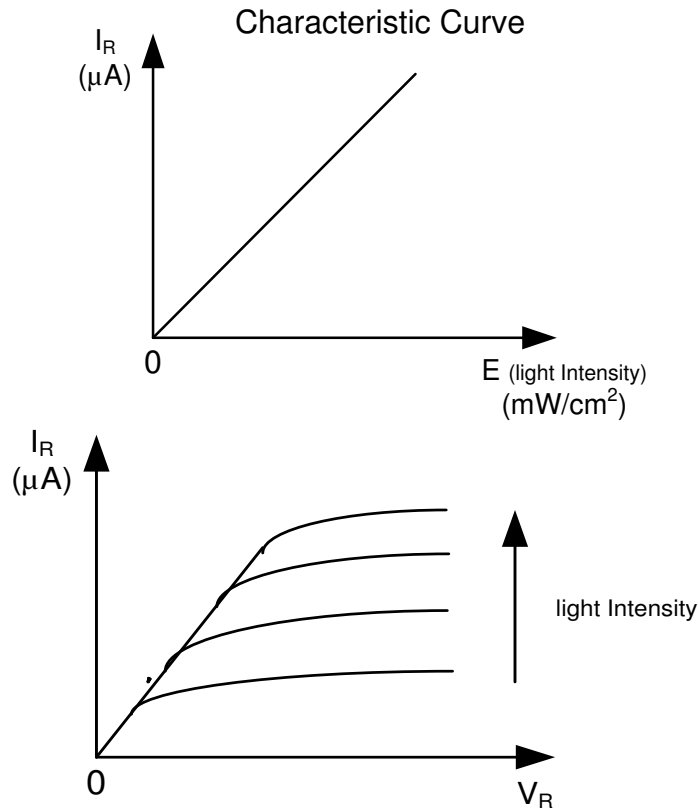 Characteristic Curve
I_R
(μA)
0
E (light Intensity)
(mW/cm²)
I_R
(μA)
light Intensity
0
V_R